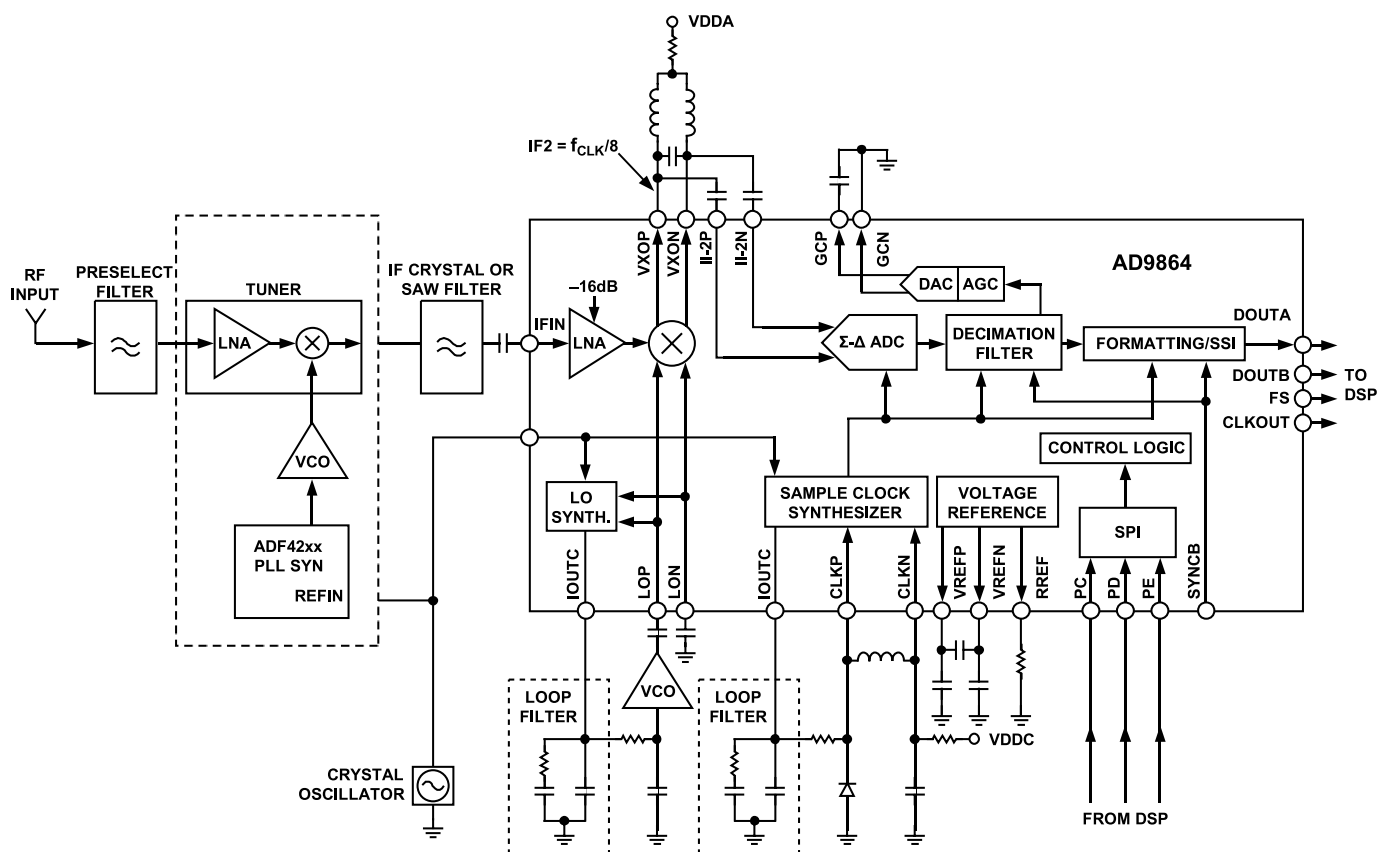 VDDA
IF2 = fCLK/8
VXOP
VXON
II-2P
II-2N
GCP
GCN
AD9864
RF
INPUT
PRESELECT
FILTER
TUNER
LNA
IF CRYSTAL OR
SAW FILTER
–16dB
IFIN
LNA
DAC
AGC
Σ-Δ ADC
DECIMATION
FILTER
FORMATTING/SSI
DOUTA
DOUTB
FS
CLKOUT
TO
DSP
VCO
ADF42xx
PLL SYN
REFIN
LO
SYNTH.
SAMPLE CLOCK
SYNTHESIZER
VOLTAGE
REFERENCE
CONTROL LOGIC
SPI
IOUTC
LOP
LON
IOUTC
CLKP
CLKN
VREFP
VREFN
RREF
PC
PD
PE
SYNCB
LOOP
FILTER
VCO
LOOP
FILTER
VDDC
CRYSTAL
OSCILLATOR
FROM DSP